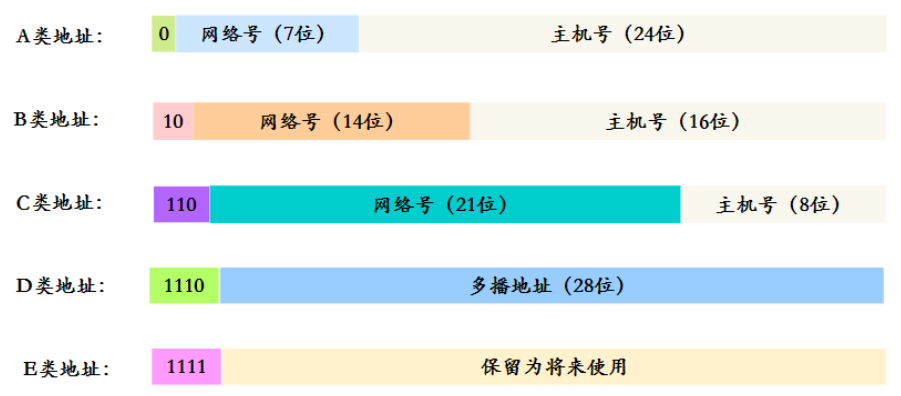 A类地址： 0 网络号（7位） 主机号（24位）
B类地址： 10 网络号（14位） 主机号（16位）
C类地址： 110 网络号（21位） 主机号（8位）
D类地址： 1110 多播地址（28位）
E类地址： 1111 保留为将来使用